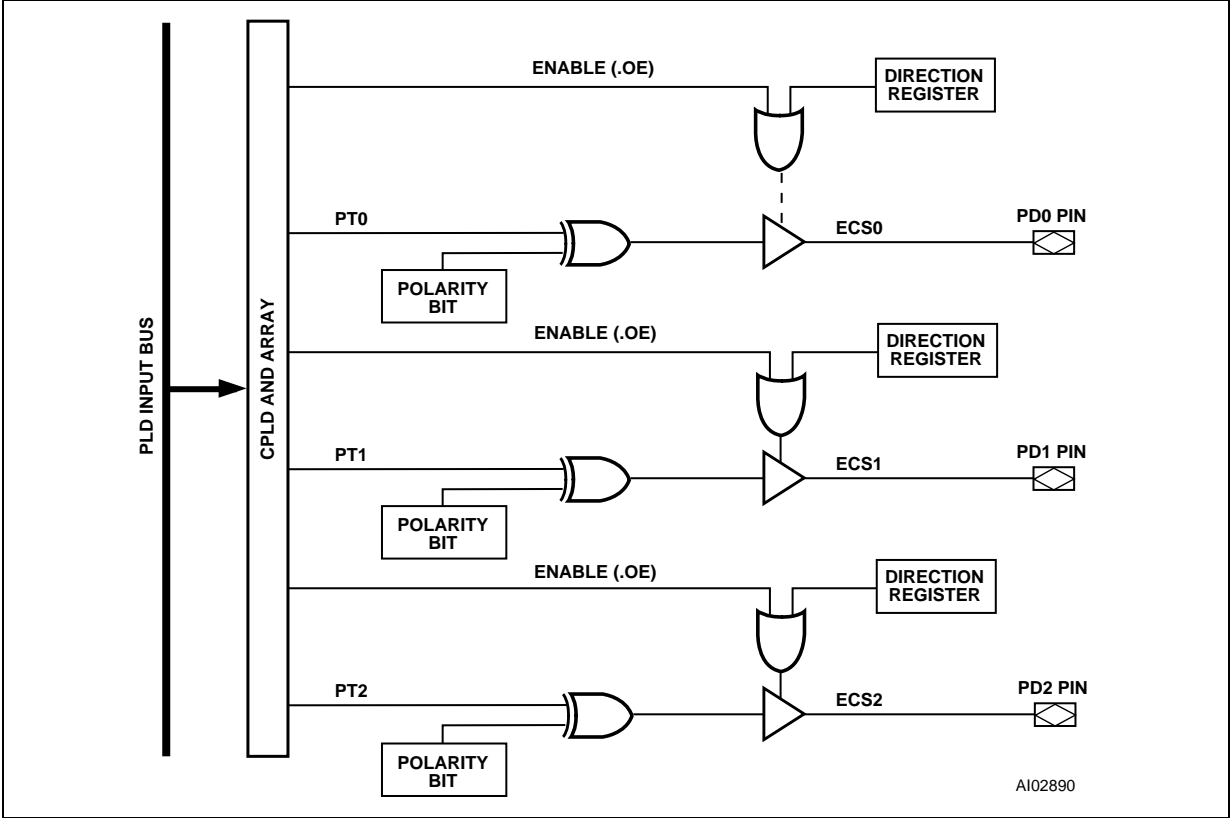 ENABLE (.OE)
DIRECTION
REGISTER
PT0
ECS0
PD0 PIN
POLARITY
BIT
ENABLE (.OE)
DIRECTION
REGISTER
PLD INPUT BUS
CPLD AND ARRAY
PT1
ECS1
PD1 PIN
POLARITY
BIT
ENABLE (.OE)
DIRECTION
REGISTER
PT2
ECS2
PD2 PIN
POLARITY
BIT
AI02890